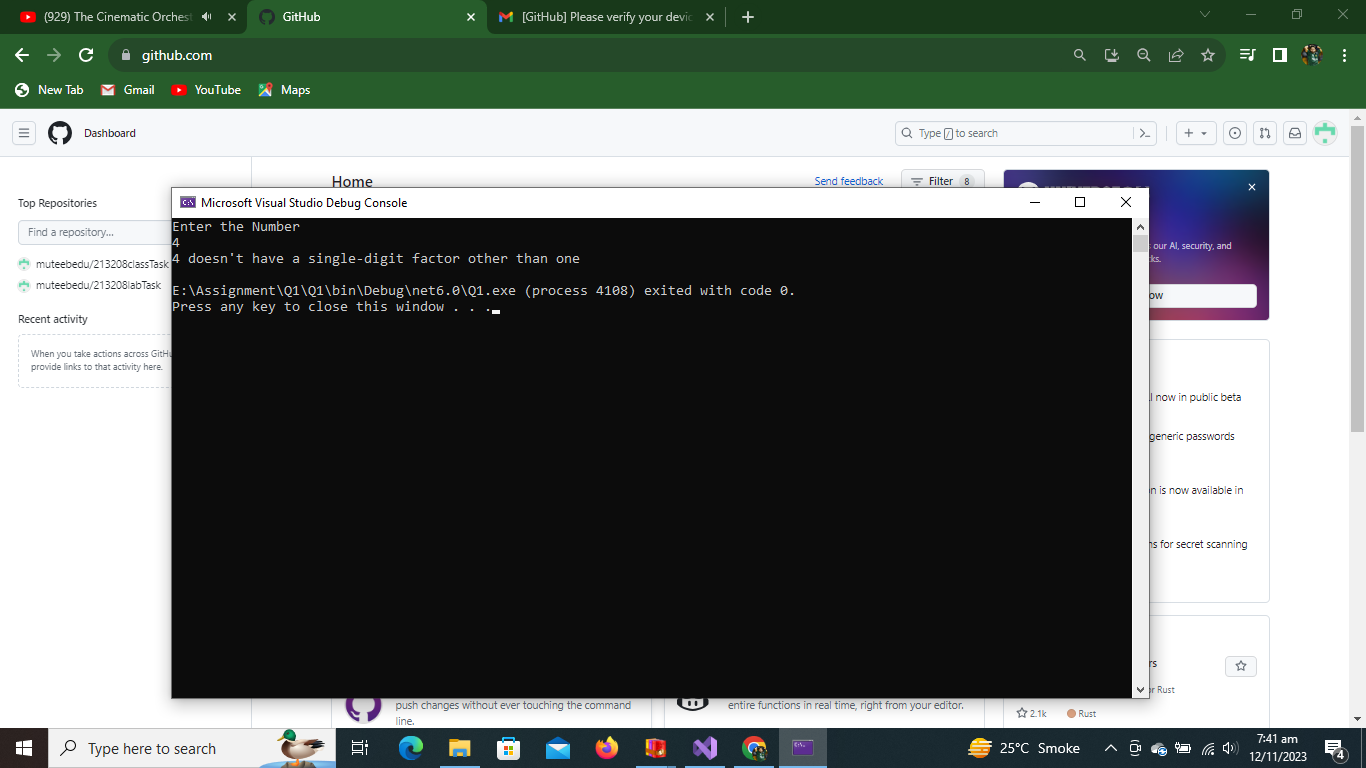 (929) The Cinematic Orchest
GitHub
[GitHub] Please verify your devic
github.com
New Tab
Gmail
YouTube
Maps
Dashboard
Type / to search
Home
Send feedback
Filter 8
Top Repositories
Find a repository...
muteebedu/213208classTask
muteebedu/213208labTask
Recent activity
When you take actions across GitHu
provide links to that activity here.
Microsoft Visual Studio Debug Console
Enter the Number
4
4 doesn't have a single-digit factor other than one
E:\Assignment\Q1\Q1\bin\Debug\net6.0\Q1.exe (process 4108) exited with code 0.
Press any key to close this window . . .
our AI, security, and
ks.
ow
I now in public beta
generic passwords
n is now available in
ns for secret scanning
rs
or Rust
2.1k
Rust
push changes without ever touching the command
line.
entire functions in real time, right from your editor.
Type here to search
25°C Smoke
7:41 am
12/11/2023
4